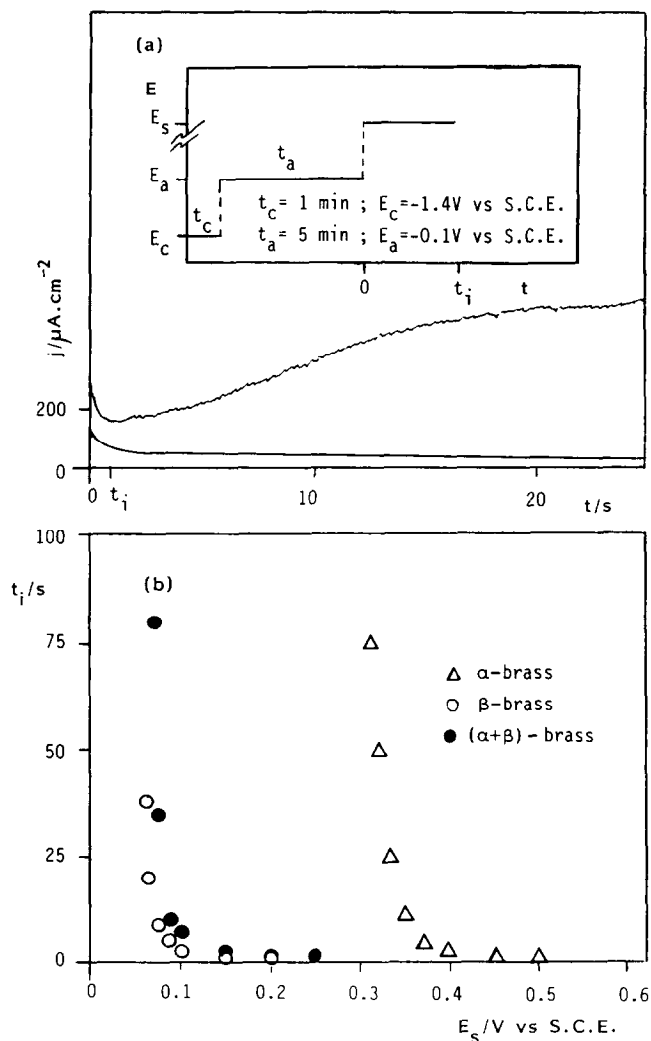 (a)
E
E_s
E_a
E_c
t_a
t_c
t_c= 1 min ; E_c=-1.4V vs S.C.E.
t_a= 5 min ; E_a=-0.1V vs S.C.E.
0 t_i t
j/μA.cm⁻²
200
0
0 t_i 10 20 t/s
(b)
t_i/s
100
75
50
25
0
α-brass
β-brass
(α+β)-brass
0 0.1 0.2 0.3 0.4 0.5 0.6
E_s/V vs S.C.E.